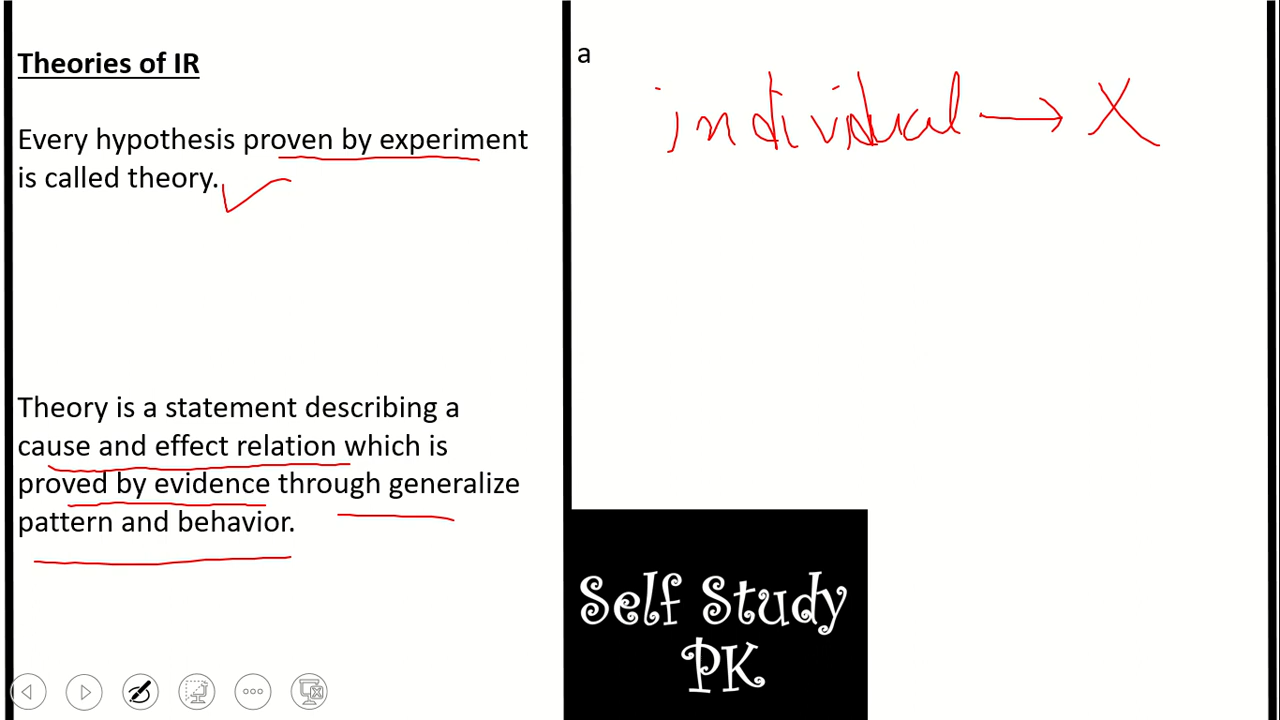 Theories of IR
Every hypothesis proven by experiment
is called theory.
Theory is a statement describing a
cause and effect relation which is
proved by evidence through generalize
pattern and behavior.
a
individual → X
Self Study
PK